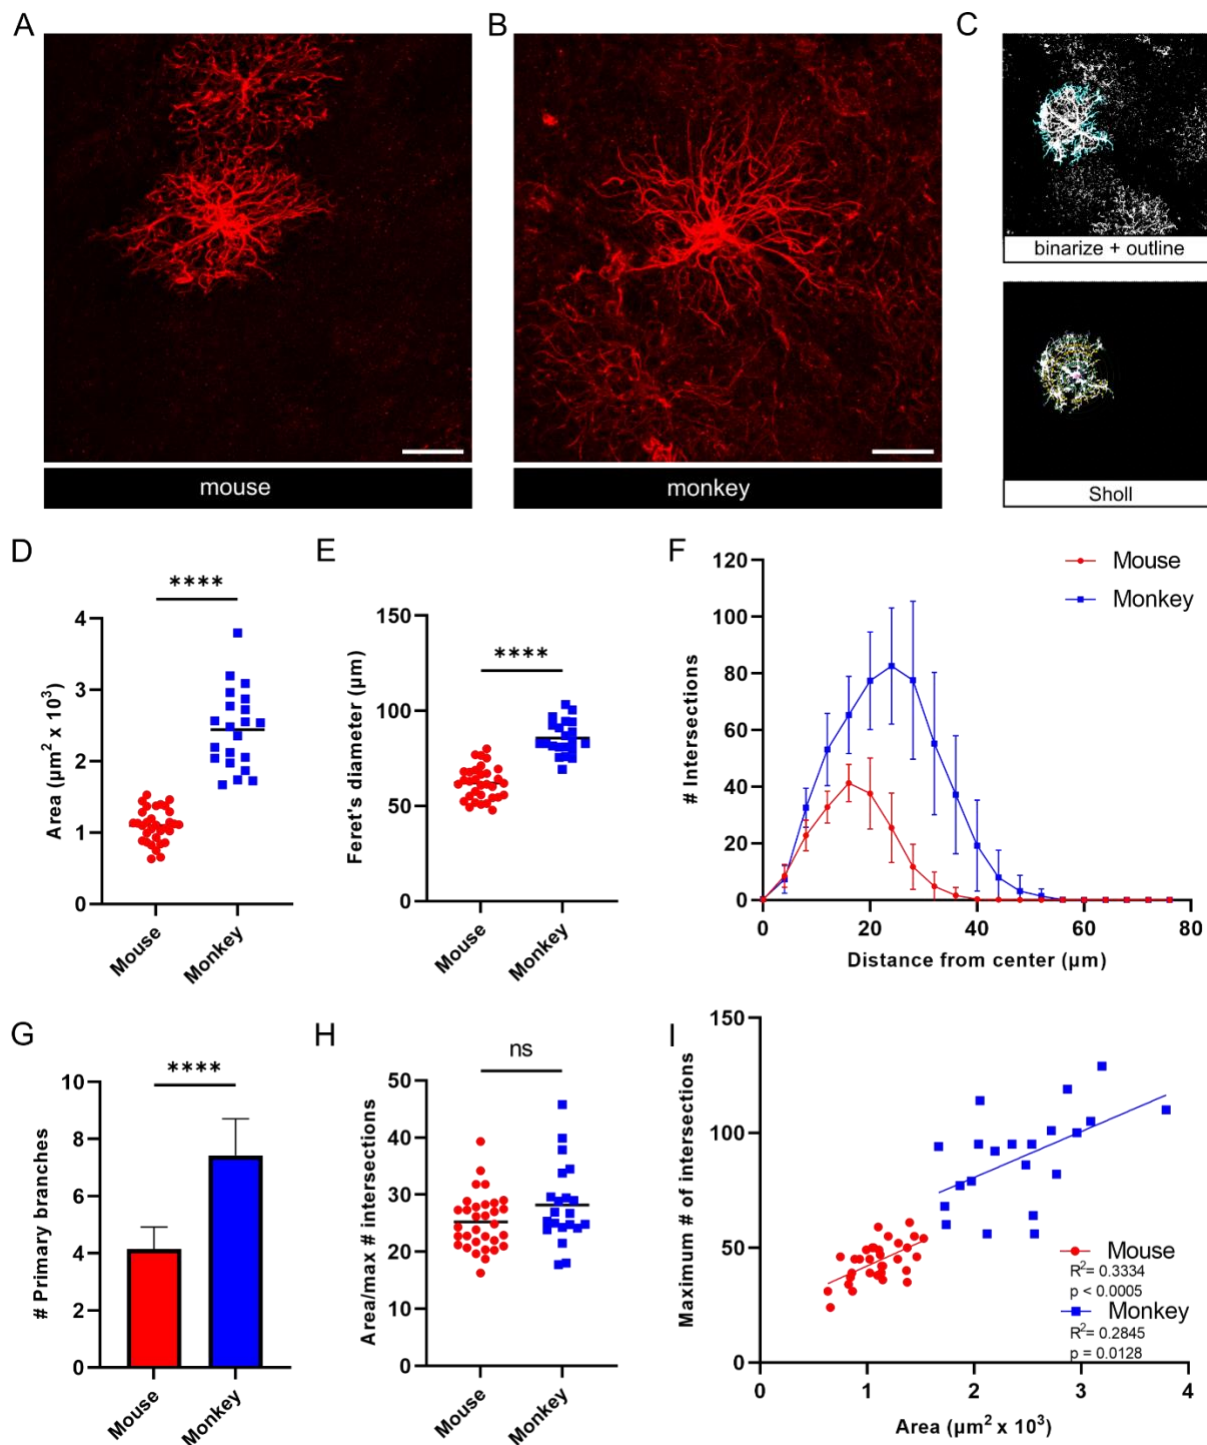 A
B
C
mouse
monkey
binarize + outline
Sholl
D
****
Area (µm² x 10³)
4
3
2
1
0
Mouse
Monkey
E
****
Feret's diameter (µm)
150
100
50
0
Mouse
Monkey
F
Mouse
Monkey
# Intersections
120
100
80
60
40
20
0
0 20 40 60 80
Distance from center (µm)
G
****
# Primary branches
10
8
6
4
2
0
Mouse
Monkey
H
ns
Area/max # intersections
50
40
30
20
10
0
Mouse
Monkey
I
Maximum # of intersections
150
100
50
0
Mouse
R²= 0.3334
p < 0.0005
Monkey
R²= 0.2845
p = 0.0128
0 1 2 3 4
Area (µm² x 10³)